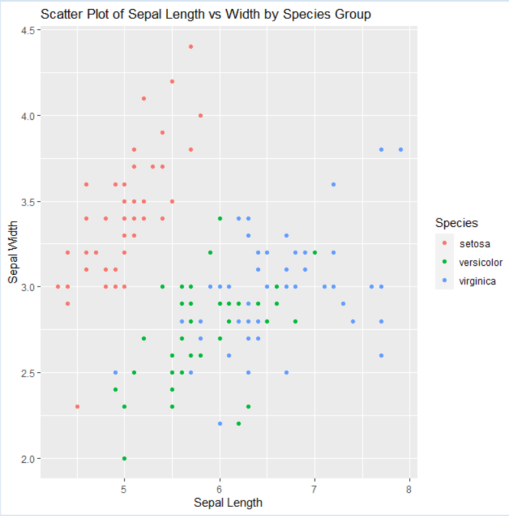 Scatter Plot of Sepal Length vs Width by Species Group
4.5
4.0
3.5
3.0
2.5
2.0
Sepal Width
5
6
7
8
Sepal Length
Species
setosa
versicolor
virginica